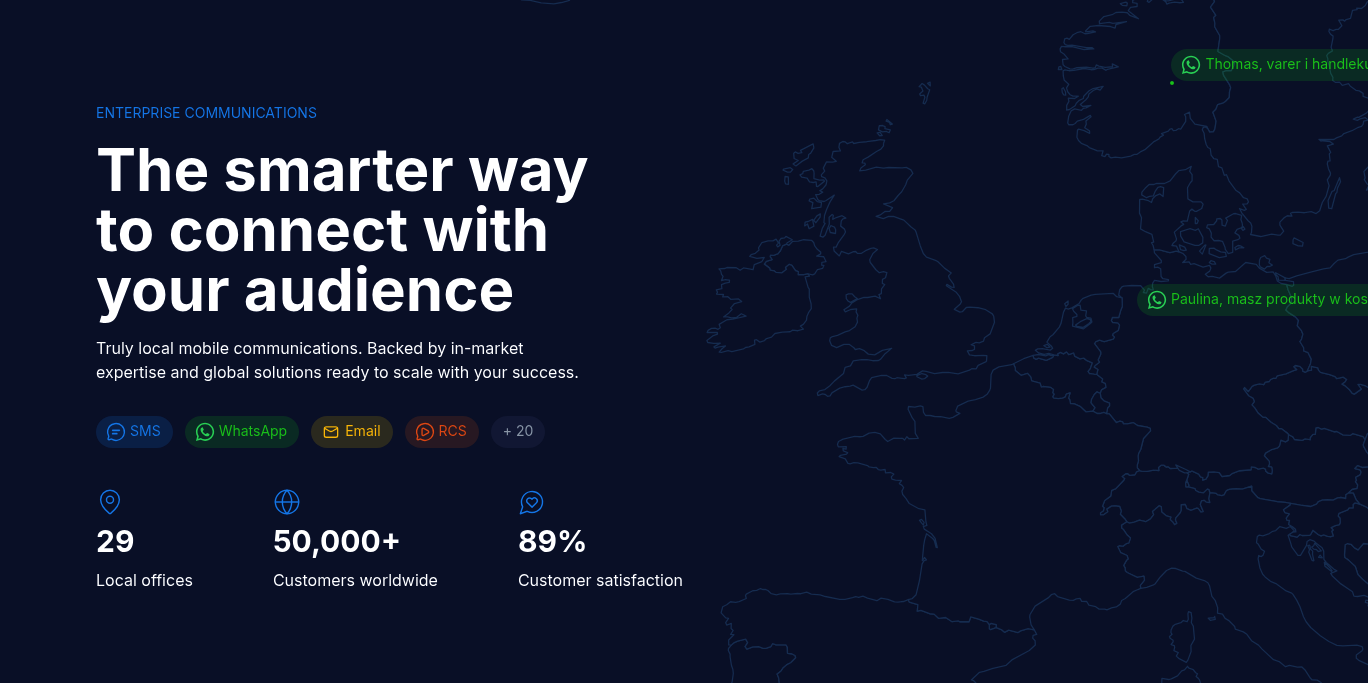 ENTERPRISE COMMUNICATIONS
The smarter way
to connect with
your audience
Truly local mobile communications. Backed by in-market
expertise and global solutions ready to scale with your success.
SMS WhatsApp Email RCS + 20
29 50,000+ 89%
Local offices Customers worldwide Customer satisfaction
Thomas, varer i
Paulina, masz produkty w